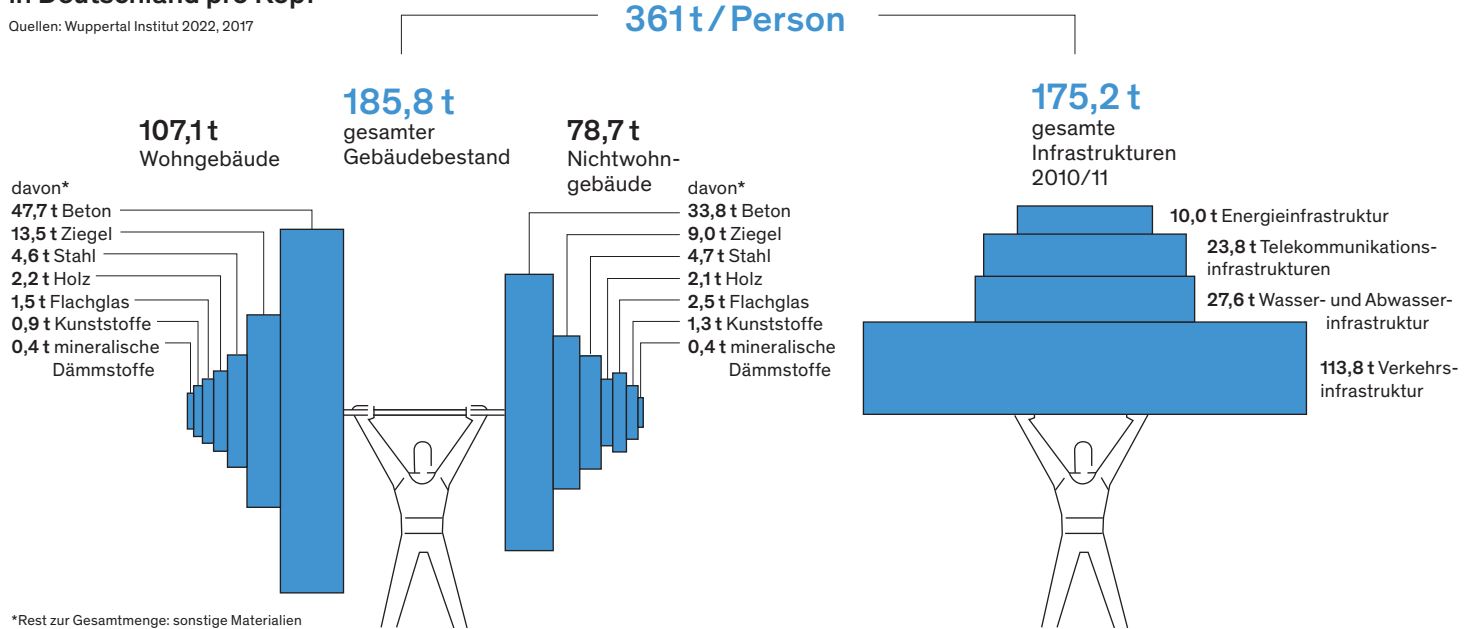 in Deutschland pro Kopf
Quellen: Wuppertal Institut 2022, 2017
361 t / Person
185,8 t
gesamter
Gebäudebestand
107,1 t
Wohngebäude
davon*
47,7 t Beton
13,5 t Ziegel
4,6 t Stahl
2,2 t Holz
1,5 t Flachglas
0,9 t Kunststoffe
0,4 t mineralische
Dämmstoffe
78,7 t
Nichtwohn-
gebäude
davon*
33,8 t Beton
9,0 t Ziegel
4,7 t Stahl
2,1 t Holz
2,5 t Flachglas
1,3 t Kunststoffe
0,4 t mineralische
Dämmstoffe
175,2 t
gesamte
Infrastrukturen
2010/11
10,0 t Energieinfrastruktur
23,8 t Telekommunikations-
infrastrukturen
27,6 t Wasser- und Abwasser-
infrastruktur
113,8 t Verkehrs-
infrastruktur
*Rest zur Gesamtmenge: sonstige Materialien